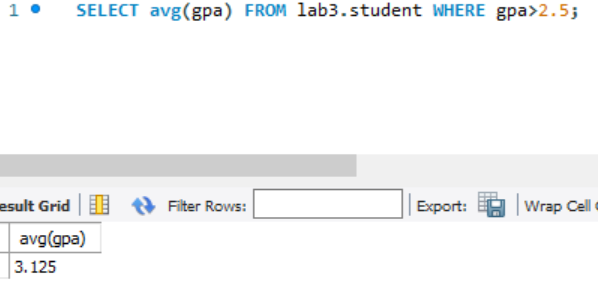 1 SELECT avg(gpa) FROM lab3.student WHERE gpa>2.5;
esult Grid Filter Rows: Export: Wrap Cell
avg(gpa)
3.125